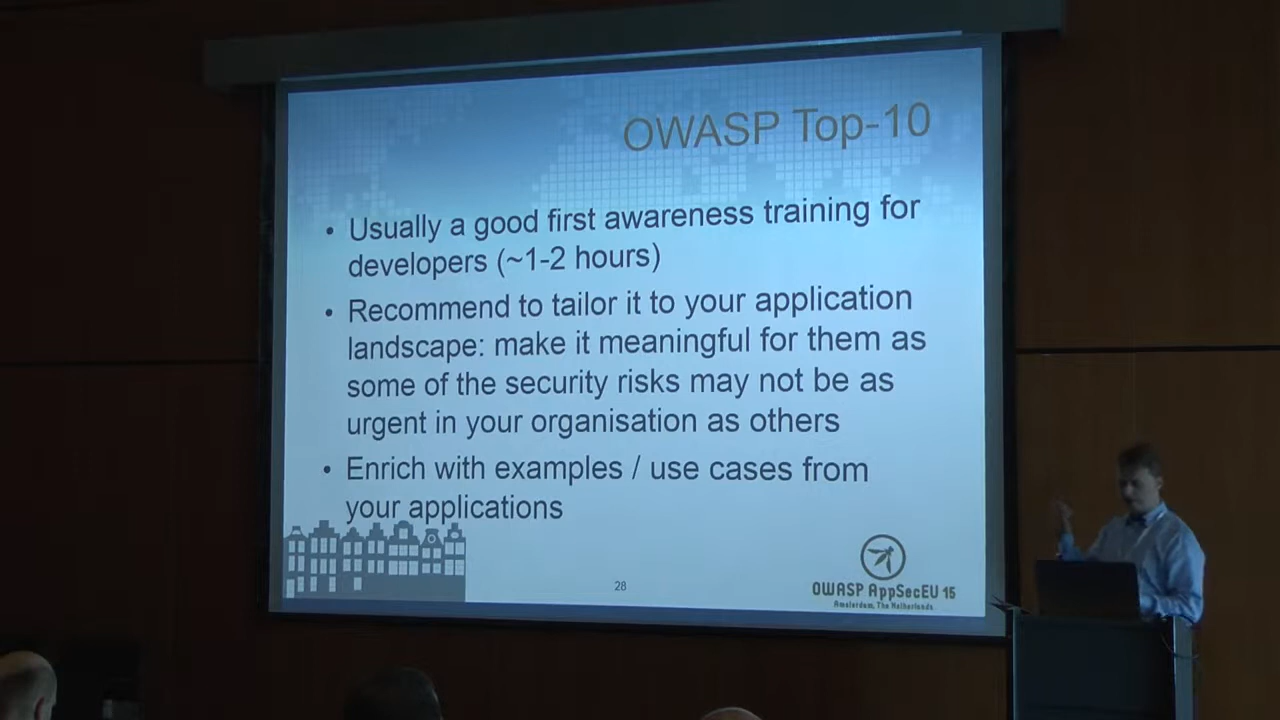 OWASP Top-10
• Usually a good first awareness training for
developers (~1-2 hours)
• Recommend to tailor it to your application
landscape: make it meaningful for them as
some of the security risks may not be as
urgent in your organisation as others
• Enrich with examples / use cases from
your applications
28
OWASP AppSecEU 15
Amsterdam, The Netherlands